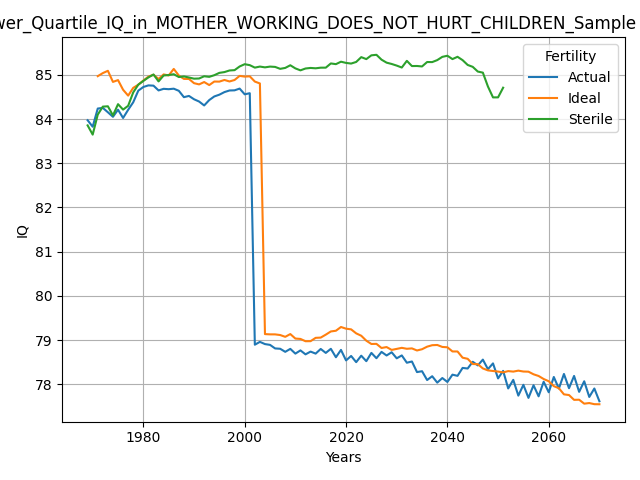 wer_Quartile_IQ_in_MOTHER_WORKING_DOES_NOT_HURT_CHILDREN_Sample
Fertility
Actual
Ideal
Sterile
85
84
83
82
81
80
79
78
IQ
1980
2000
2020
2040
2060
Years